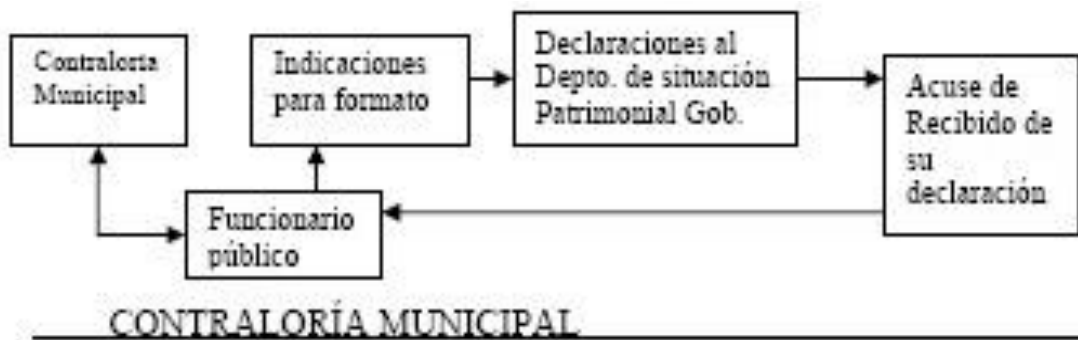 Contraloría
Municipal
Indicaciones
para formato
Declaraciones al
Depto. de situación
Patrimonial Gob.
Acuse de
Recibido de
su
declaración
Funcionario
público
CONTRALORÍA MUNICIPAL